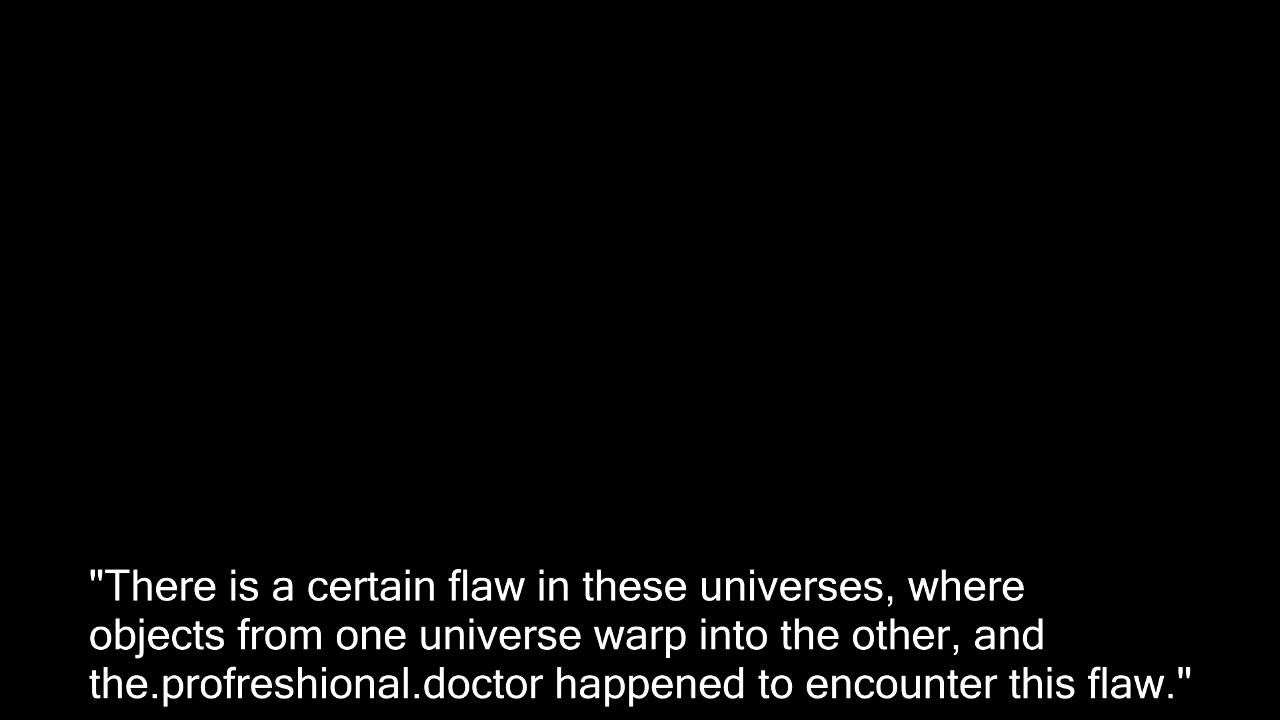 "There is a certain flaw in these universes, where
objects from one universe warp into the other, and
the.profreshional.doctor happened to encounter this flaw."